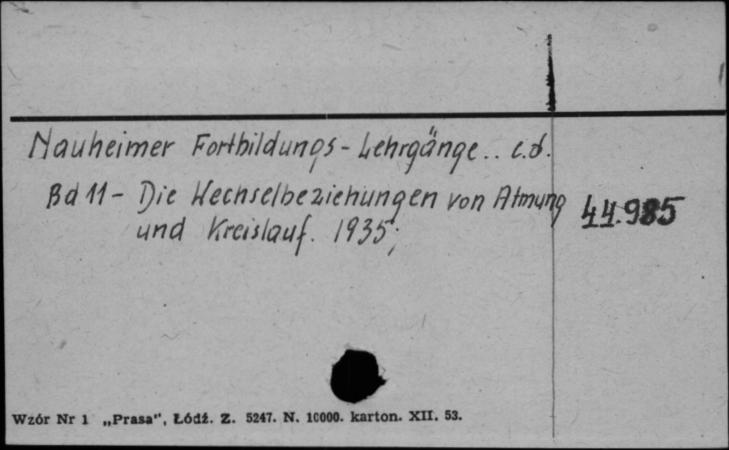 Nauheimer Fortbildungs-Lehrgänge.. c.d.
Bd 11 - Die Wechselbeziehungen von Atmung
und Kreislauf. 1935;
44.985
Wzór Nr 1 „Prasa", Łódź. Z. 5247. N. 10000. karton. XII. 53.